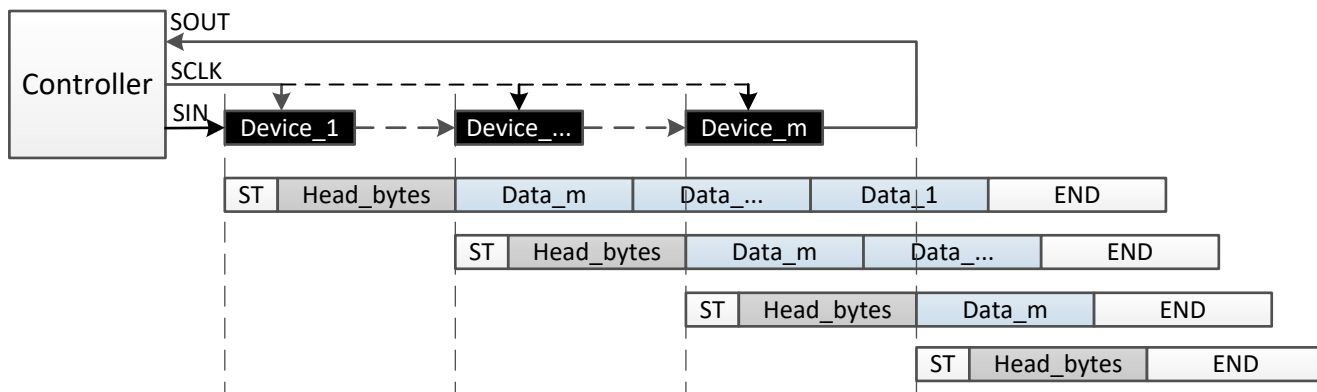 SOUT
Controller
SCLK
SIN
Device_1
Device_...
Device_m
ST Head_bytes Data_m Data_... Data_1 END
ST Head_bytes Data_m Data_... END
ST Head_bytes Data_m END
ST Head_bytes END